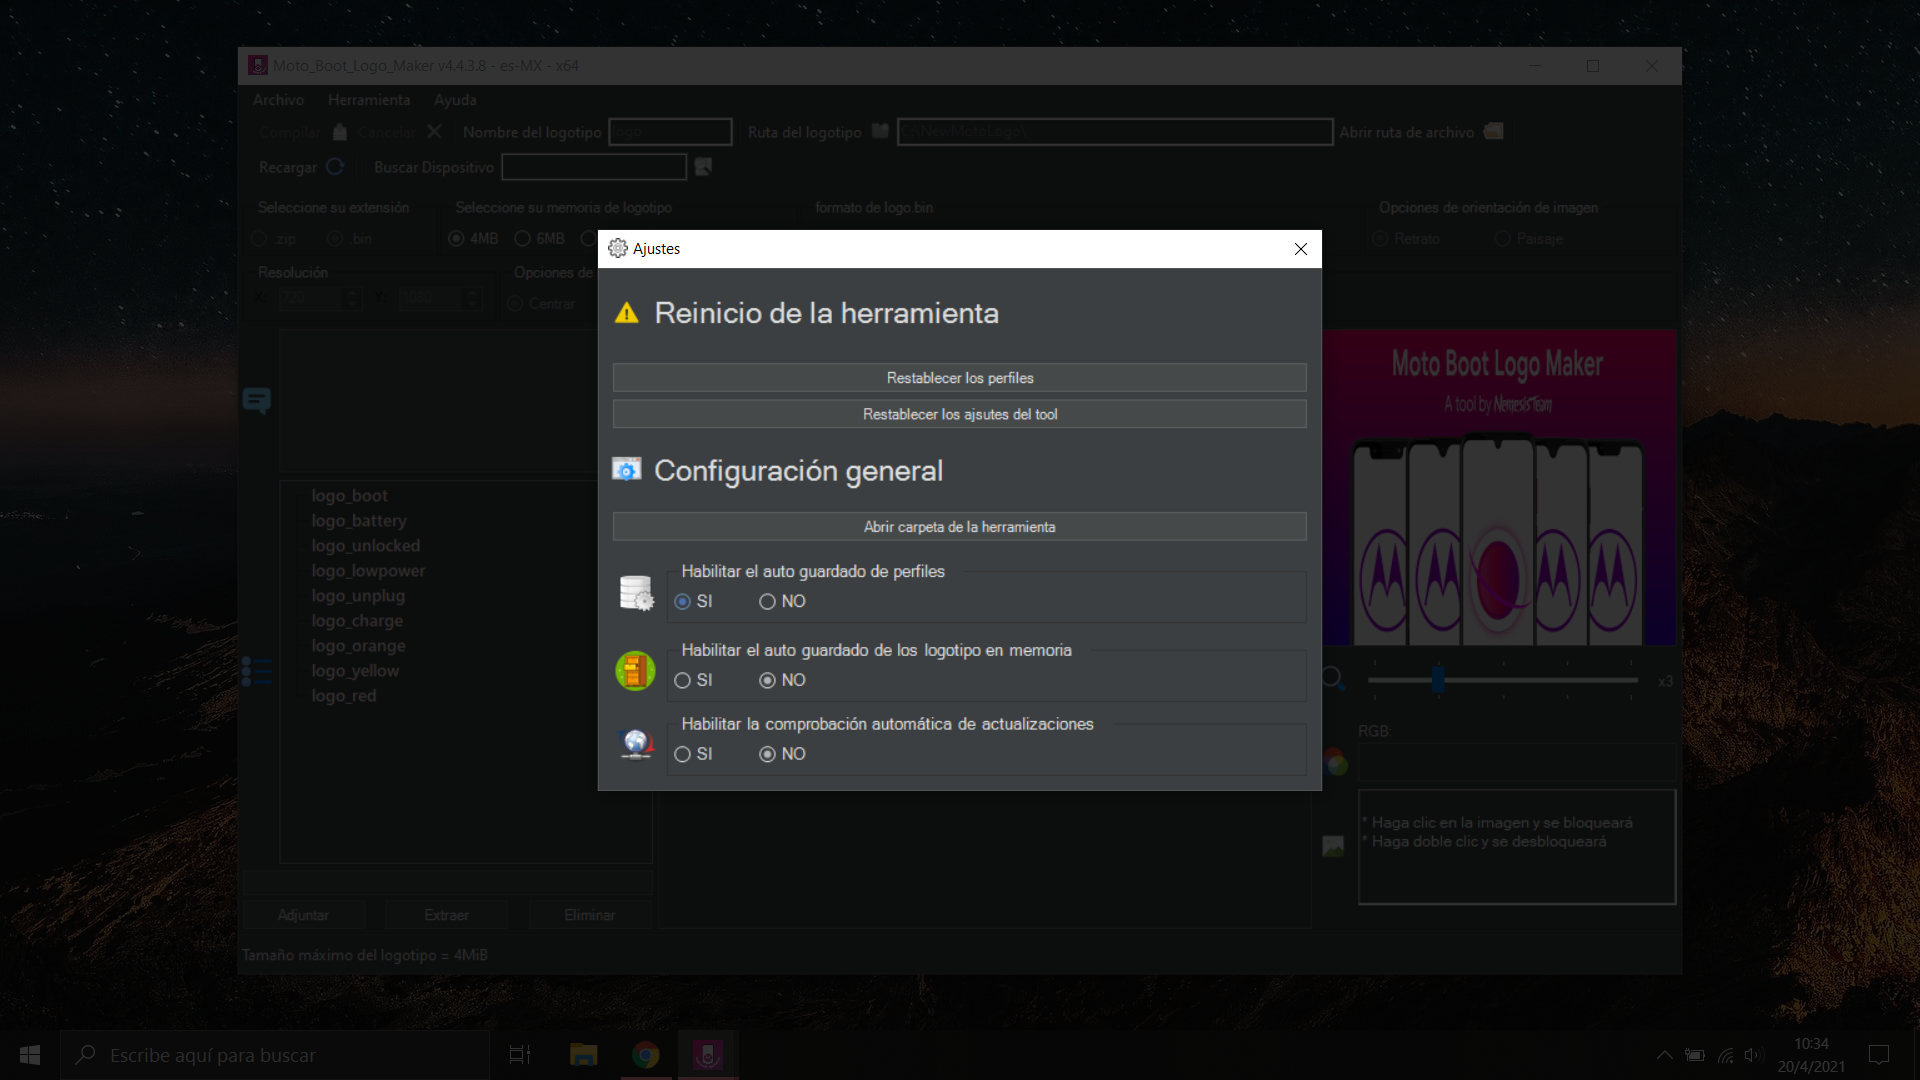 Moto_Boot_Logo_Maker v4.4.3.8 - es-MX - x64
Archivo Herramienta Ayuda
Compilar Cancelar Nombre del logotipo logo Ruta del logotipo C:\NewMotoLogo\ Abrir ruta de archivo
Recargar Buscar Dispositivo
Seleccione su extensión Seleccione su memoria de logotipo formato de logo.bin Opciones de orientación de imagen
zip bin 4MB 6MB Retrato Paisaje
Resolución Opciones de
Centrar
Ajustes
Reinicio de la herramienta
Restablecer los perfiles
Restablecer los ajsutes del tool
Configuración general
Abrir carpeta de la herramienta
Habilitar el auto guardado de perfiles
SI NO
Habilitar el auto guardado de los logotipo en memoria
SI NO
Habilitar la comprobación automática de actualizaciones
SI NO
logo_boot
logo_battery
logo_unlocked
logo_lowpower
logo_unplug
logo_charge
logo_orange
logo_yellow
logo_red
Moto Boot Logo Maker
A tool by NemesisTeam
x3
RGB:
* Haga clic en la imagen y se bloqueará
* Haga doble clic y se desbloqueará
Adjuntar Extraer Eliminar
Tamaño máximo del logotipo = 4MiB
Escribe aquí para buscar
10:34
20/4/2021